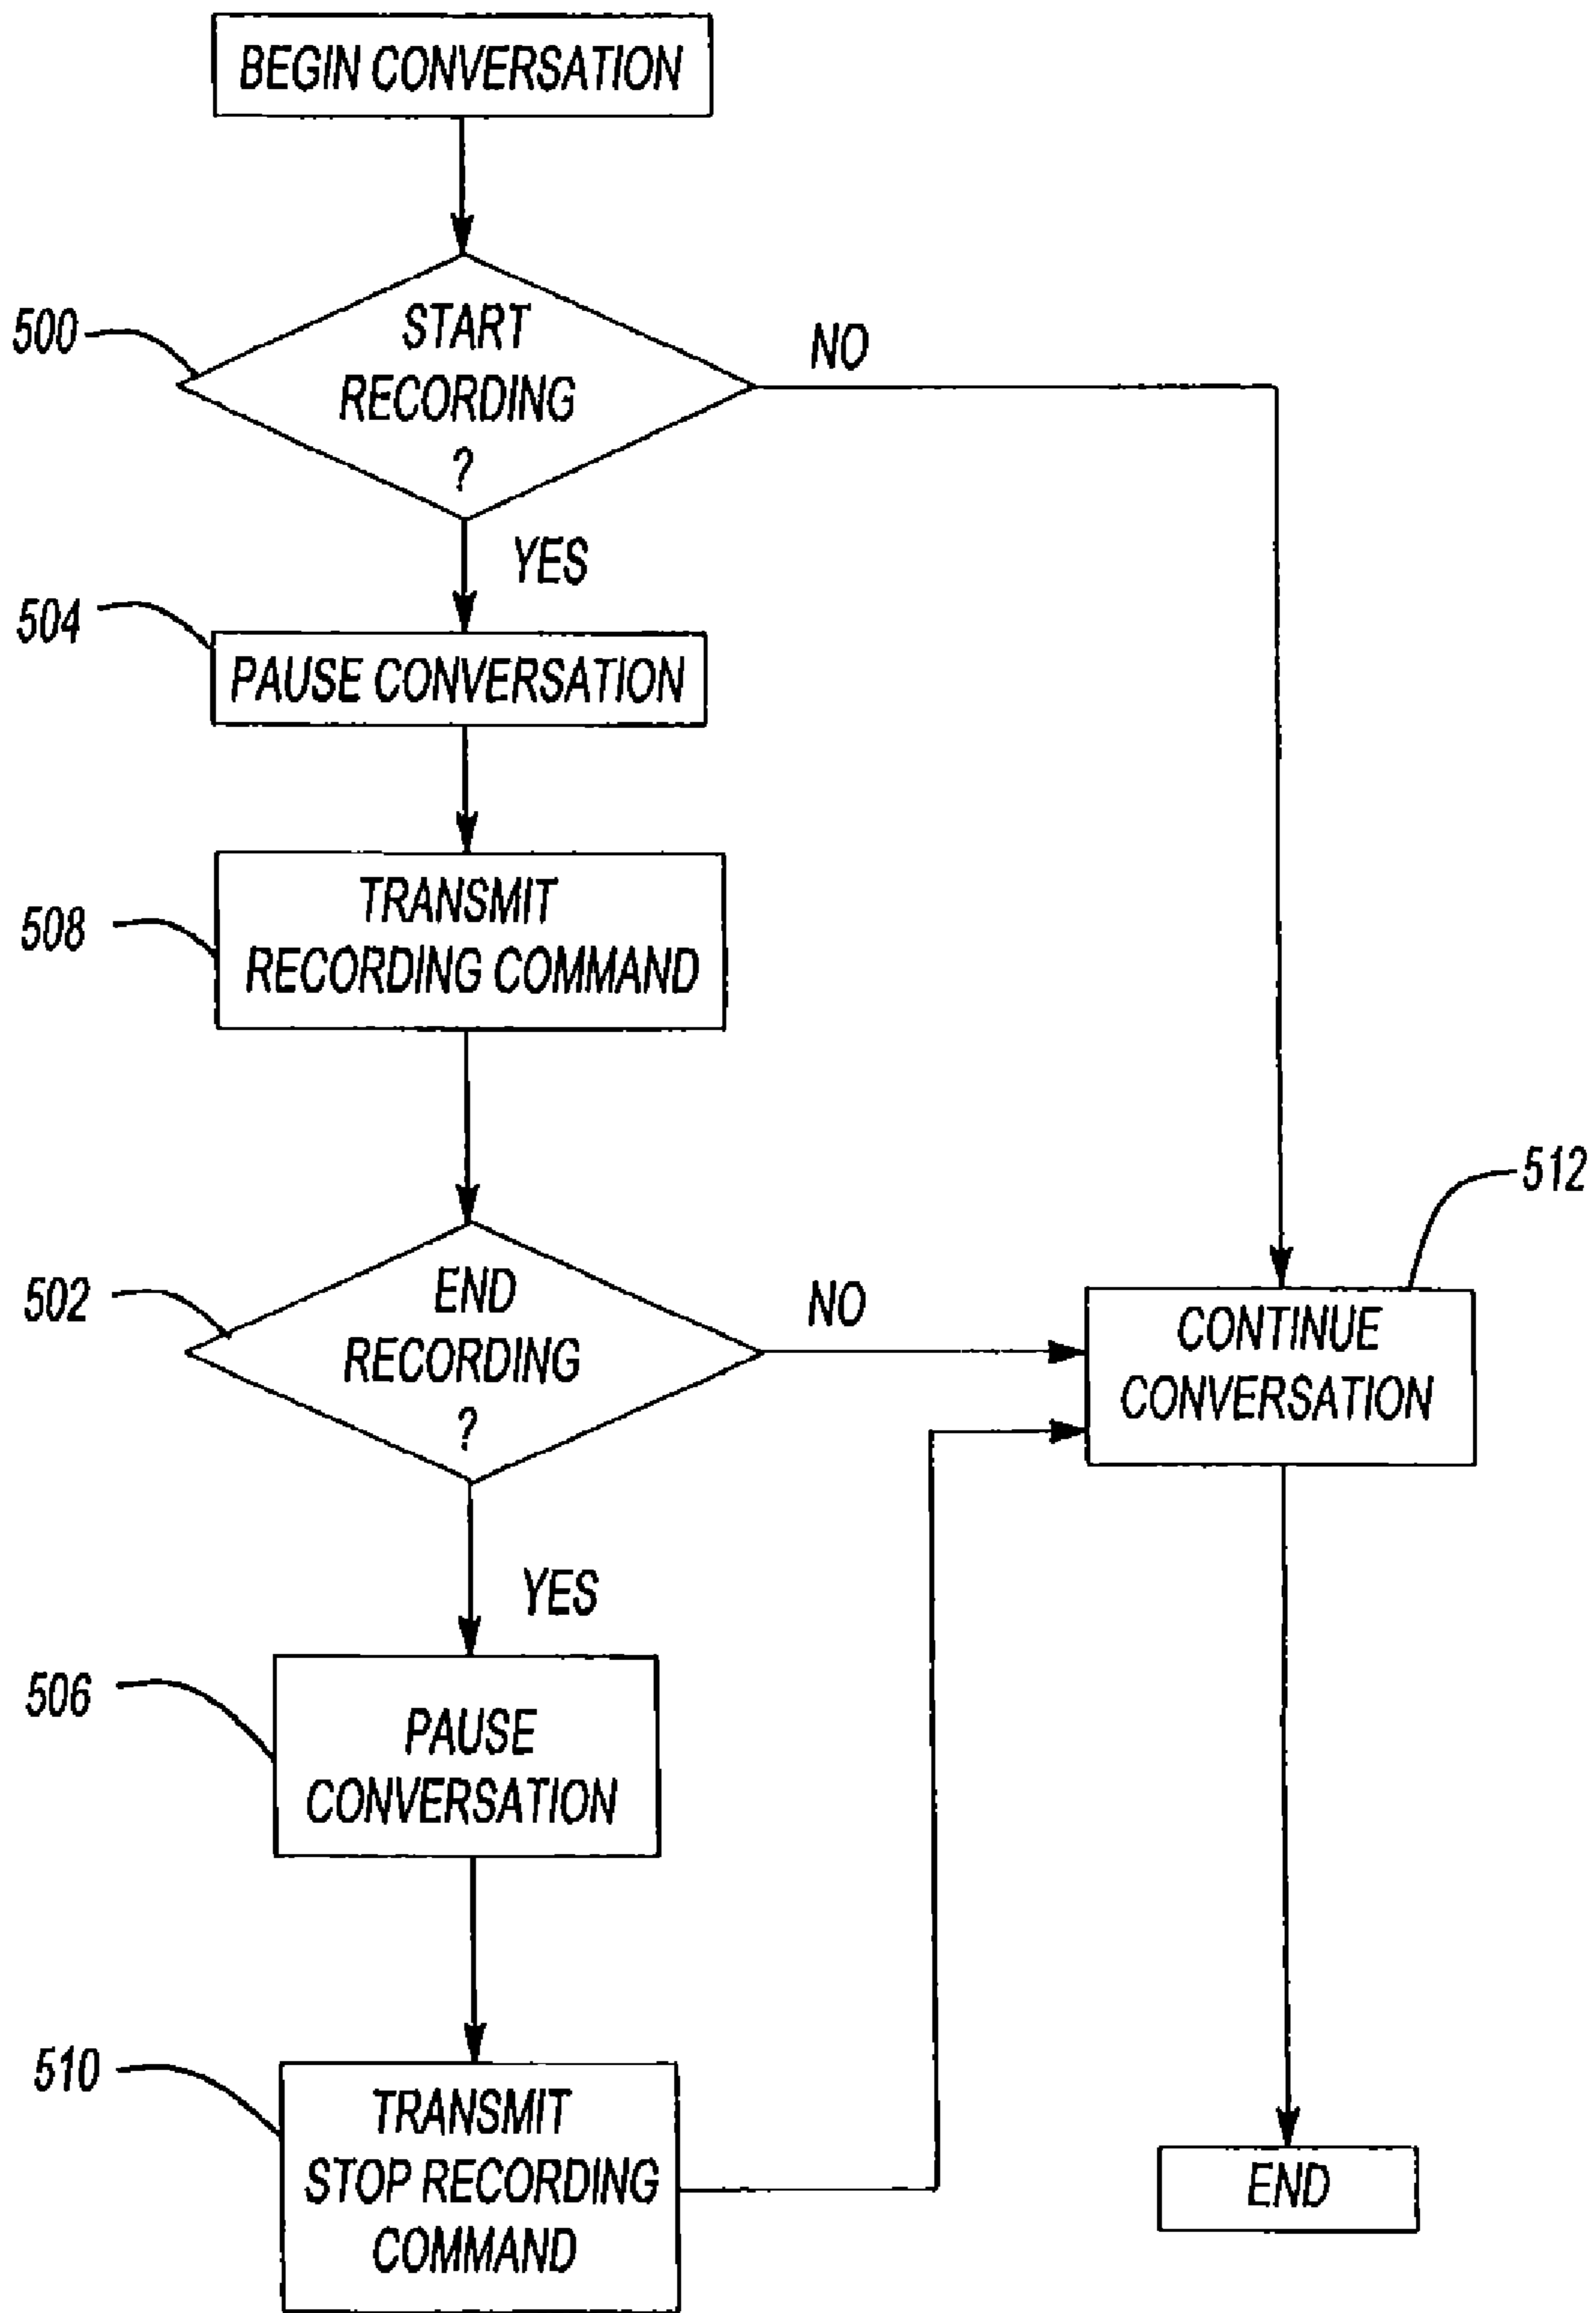 BEGIN CONVERSATION
500
START
RECORDING
?
NO
YES
504
PAUSE CONVERSATION
508
TRANSMIT
RECORDING COMMAND
512
502
END
RECORDING
?
NO
CONTINUE
CONVERSATION
YES
506
PAUSE
CONVERSATION
510
TRANSMIT
STOP RECORDING
COMMAND
END